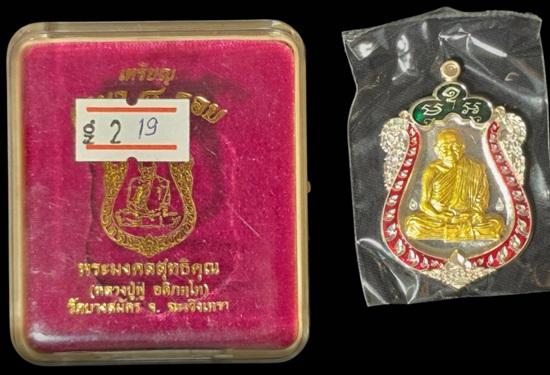 เหรียญ
รุ่น 2 19
พระมงคลสุทธิคุณ
(หลวงปู่ฟู อติภทฺโท)
วัดบางสมัคร จ. ฉะเชิงเทรา